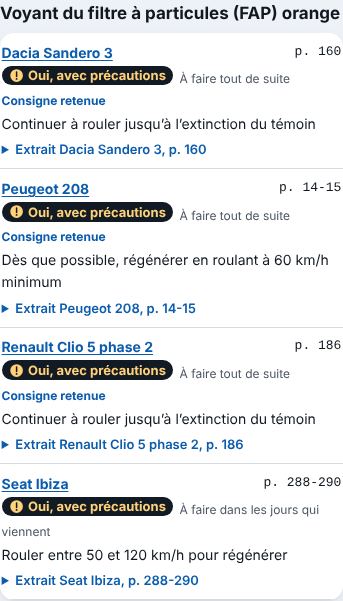 Voyant du filtre à particules (FAP) orange
Dacia Sandero 3 p. 160
! Oui, avec précautions À faire tout de suite
Consigne retenue
Continuer à rouler jusqu’à l’extinction du témoin
▶ Extrait Dacia Sandero 3, p. 160
Peugeot 208 p. 14-15
! Oui, avec précautions À faire tout de suite
Consigne retenue
Dès que possible, régénérer en roulant à 60 km/h
minimum
▶ Extrait Peugeot 208, p. 14-15
Renault Clio 5 phase 2 p. 186
! Oui, avec précautions À faire tout de suite
Consigne retenue
Continuer à rouler jusqu’à l’extinction du témoin
▶ Extrait Renault Clio 5 phase 2, p. 186
Seat Ibiza p. 288-290
! Oui, avec précautions À faire dans les jours qui
viennent
Rouler entre 50 et 120 km/h pour régénérer
▶ Extrait Seat Ibiza, p. 288-290